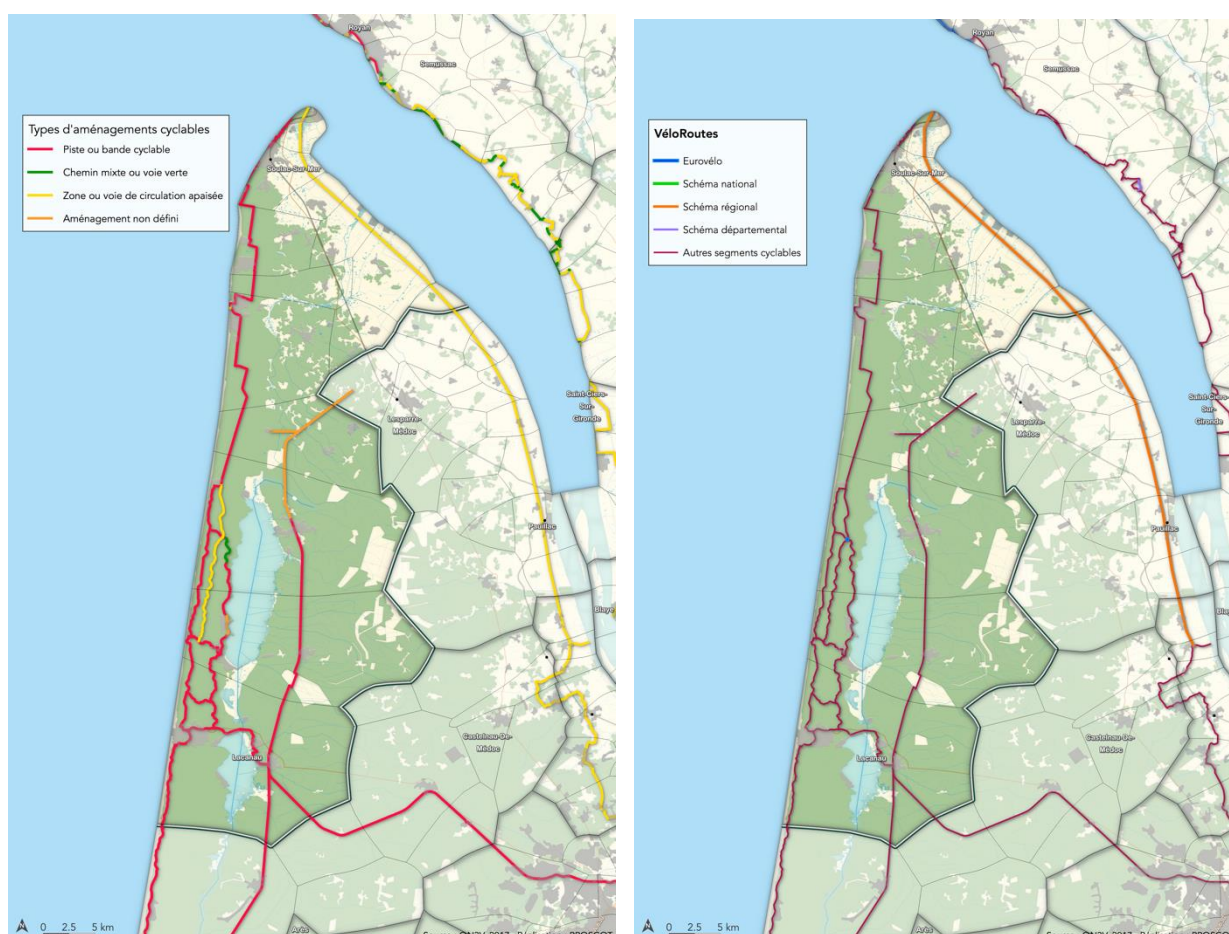 Royan
Semussac
Types d'aménagements cyclables
Piste ou bande cyclable
Chemin mixte ou voie verte
Zone ou voie de circulation apaisée
Aménagement non défini
Soulac-Sur-Mer
Lesparre-
Médoc
Saint-Ciers-
Sur-
Gironde
Pauillac
Blaye
Castelnau-De-
Médoc
Lacanau
Arès
0 2.5 5 km
Royan
Semussac
VéloRoutes
Eurovélo
Schéma national
Schéma régional
Schéma départemental
Autres segments cyclables
Soulac-Sur-Mer
Lesparre-
Médoc
Saint-Ciers-
Sur-
Gironde
Pauillac
Castelnau-De-
Médoc
Lacanau
Arès
0 2.5 5 km